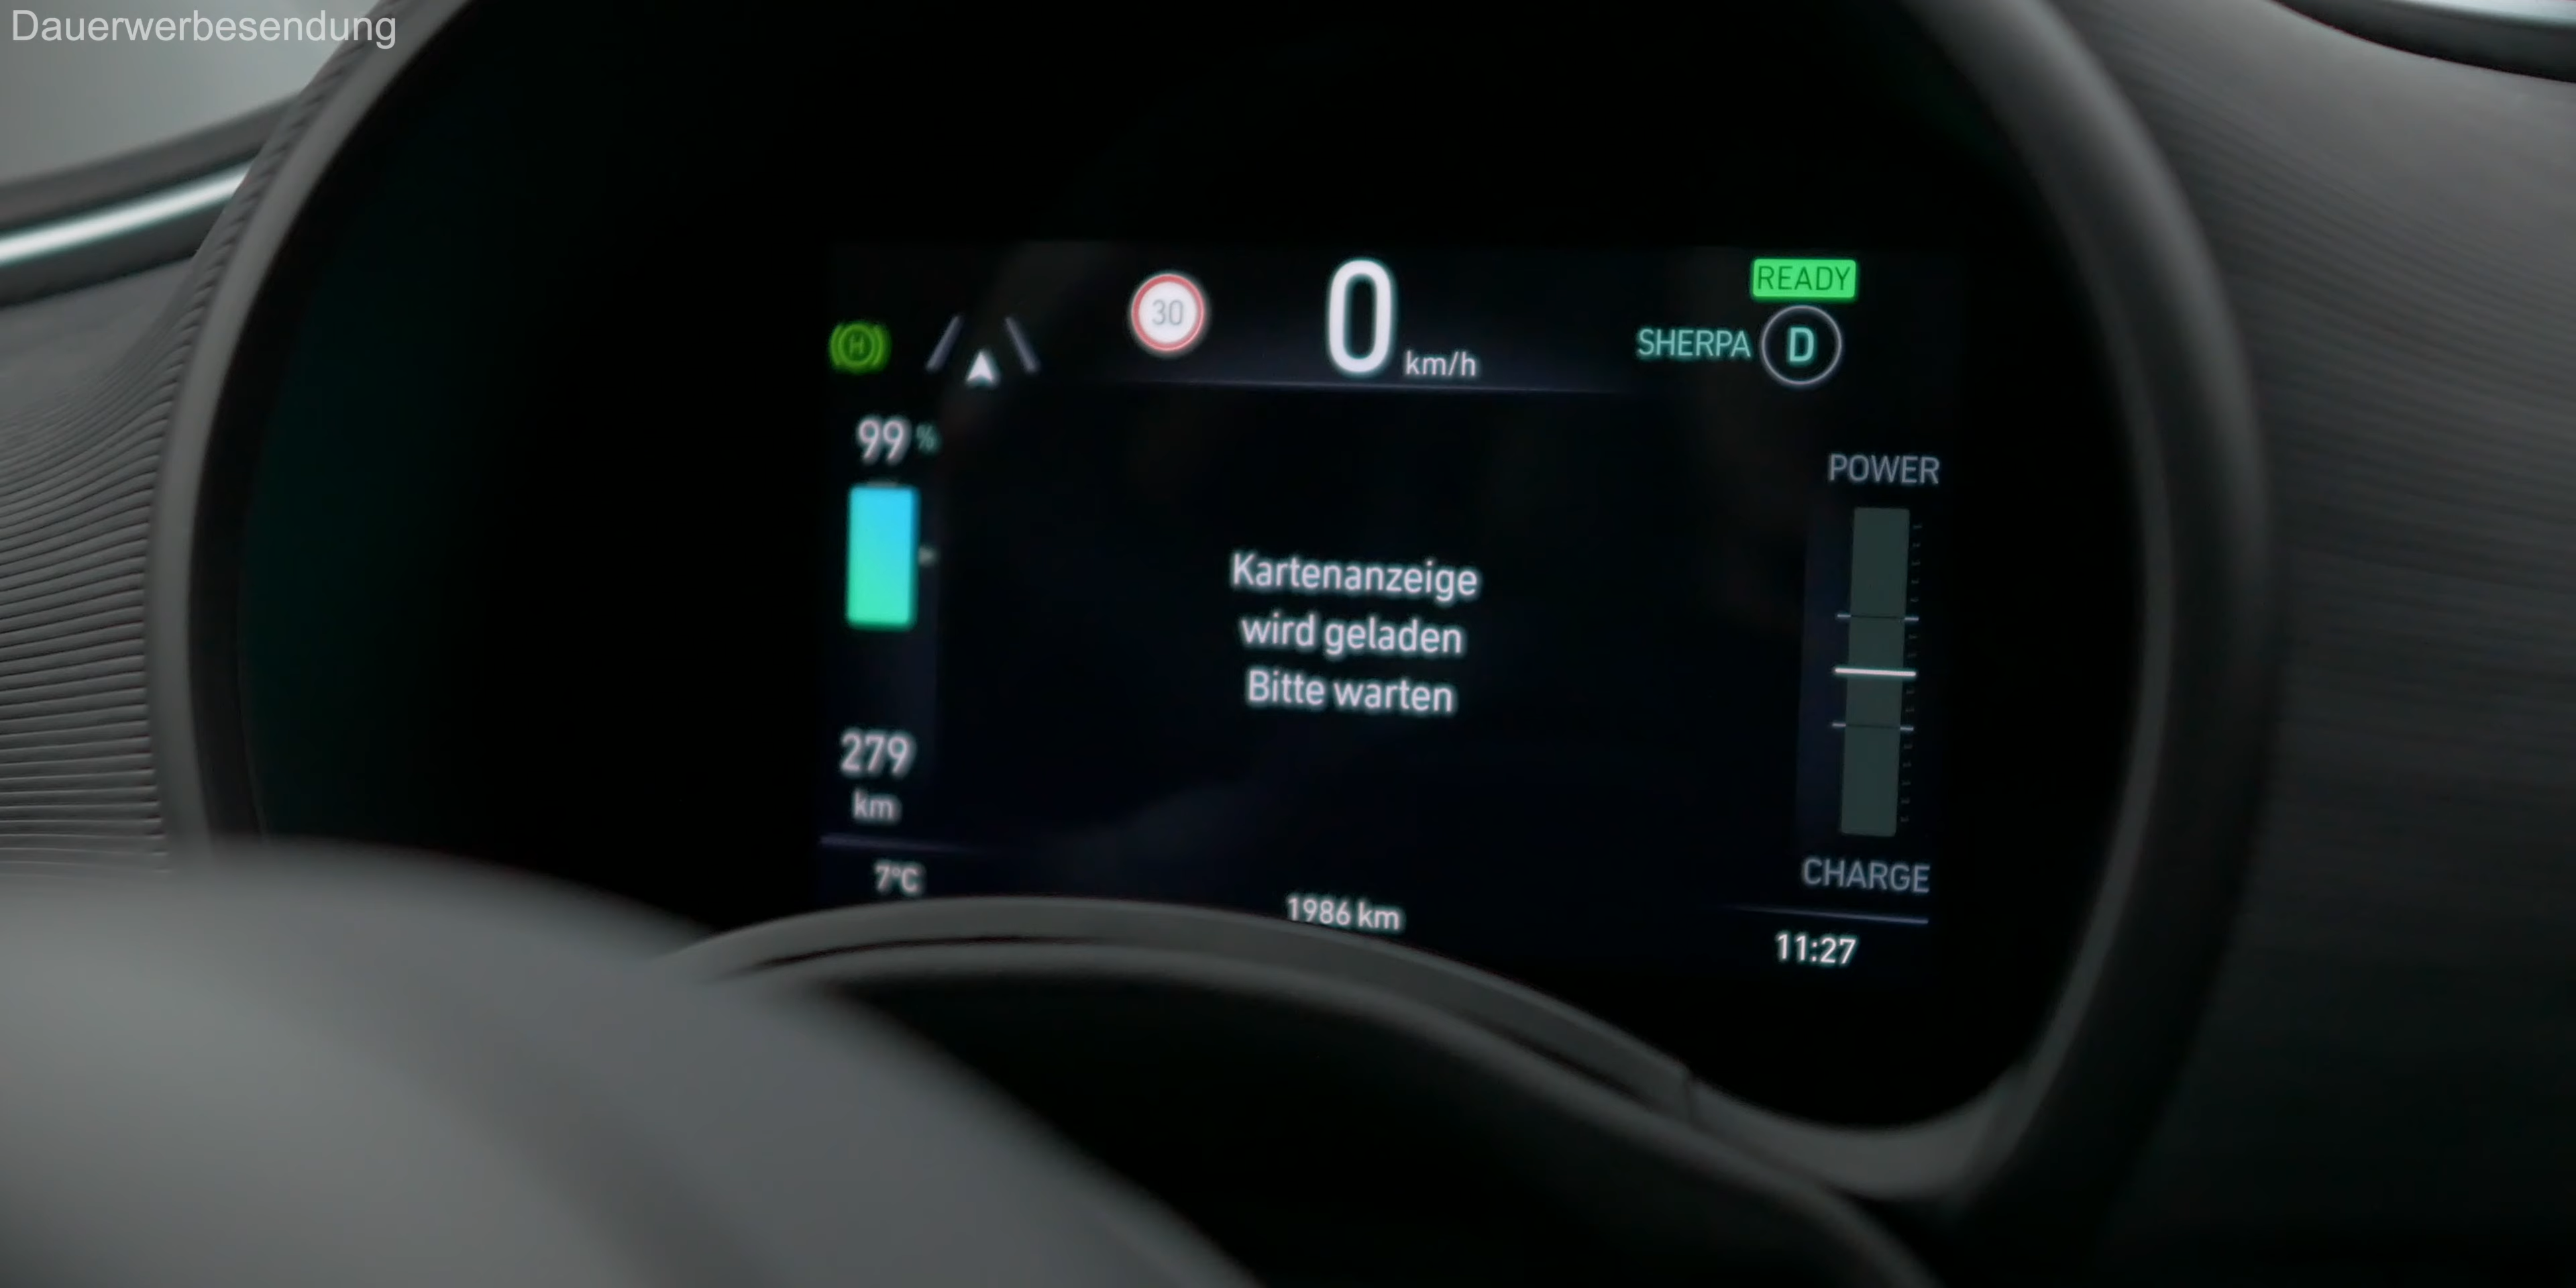 Dauerwerbesendung
READY
30
0 km/h
SHERPA D
H
99 %
POWER
Kartenanzeige
wird geladen
Bitte warten
279
km
CHARGE
7°C
1986 km
11:27